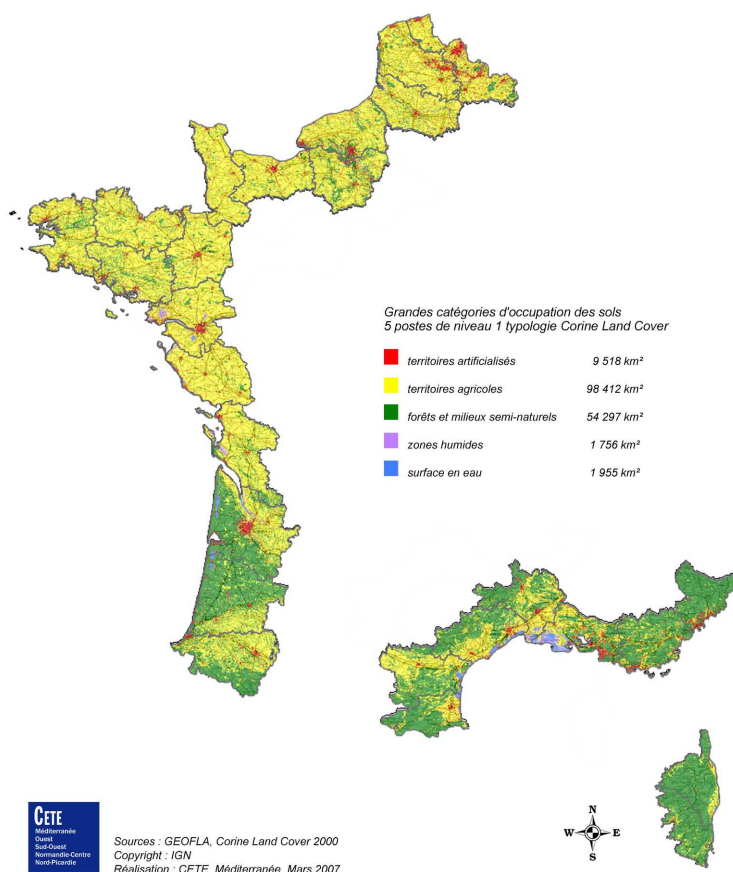 Grandes catégories d'occupation des sols
5 postes de niveau 1 typologie Corine Land Cover
territoires artificialisés 9 518 km²
territoires agricoles 98 412 km²
forêts et milieux semi-naturels 54 297 km²
zones humides 1 756 km²
surface en eau 1 955 km²
N
W E
S
CETE
Méditerranée
Ouest
Sud-Ouest
Normandie-Centre
Nord-Picardie
Sources : GEOFLA, Corine Land Cover 2000
Copyright : IGN
Réalisation : CETE Méditerranée, Mars 2007